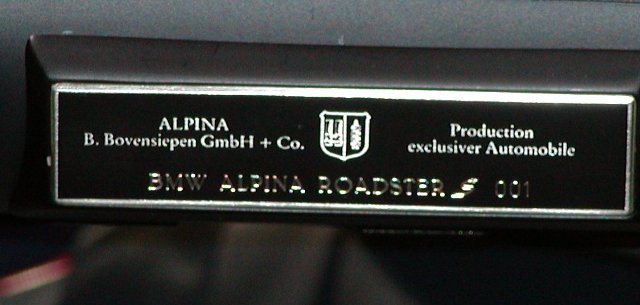 ALPINA
B. Bovensiepen GmbH + Co.
Production
exclusiver Automobile
BMW ALPINA ROADSTER S 001